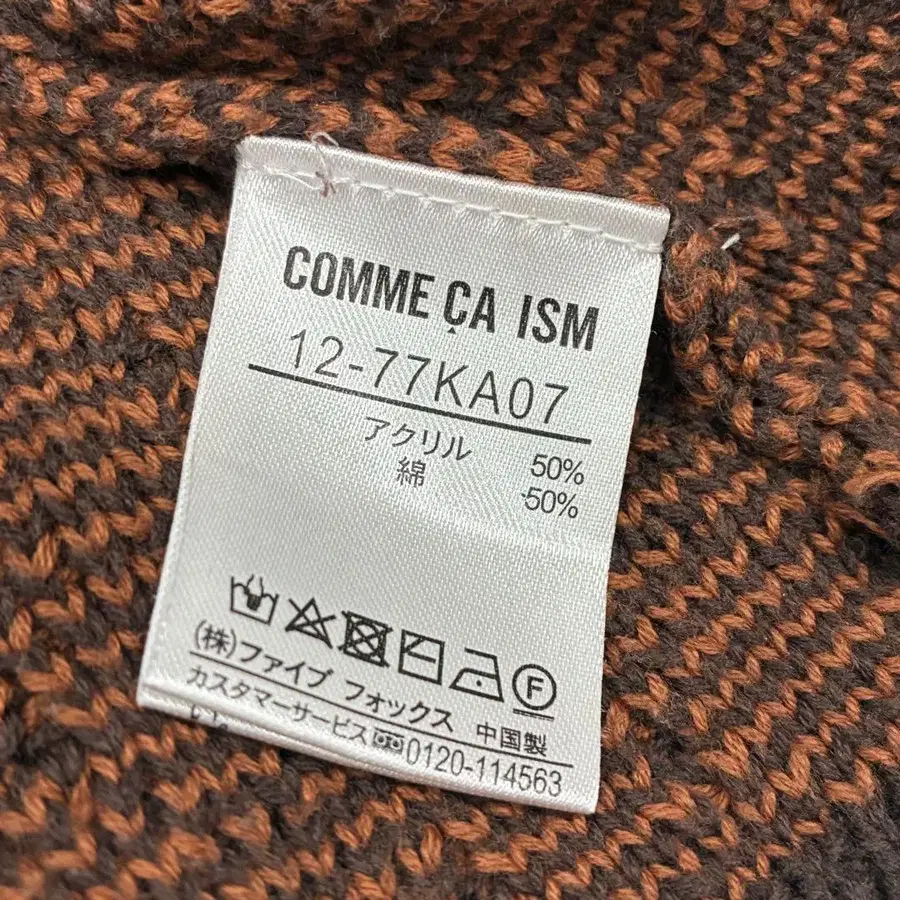 COMME ÇA ISM
12-77KA07
アクリル 50%
綿 50%
F
(株)ファイブ フォックス 中国製
カスタマーサービス 0120-114563